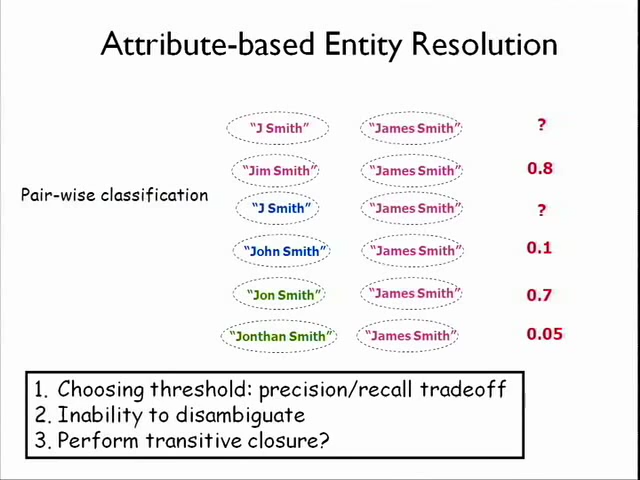 Attribute-based Entity Resolution
"J Smith" "James Smith" ?
"Jim Smith" "James Smith" 0.8
Pair-wise classification
"J Smith" "James Smith" ?
"John Smith" "James Smith" 0.1
"Jon Smith" "James Smith" 0.7
"Jonthan Smith" "James Smith" 0.05
1. Choosing threshold: precision/recall tradeoff
2. Inability to disambiguate
3. Perform transitive closure?